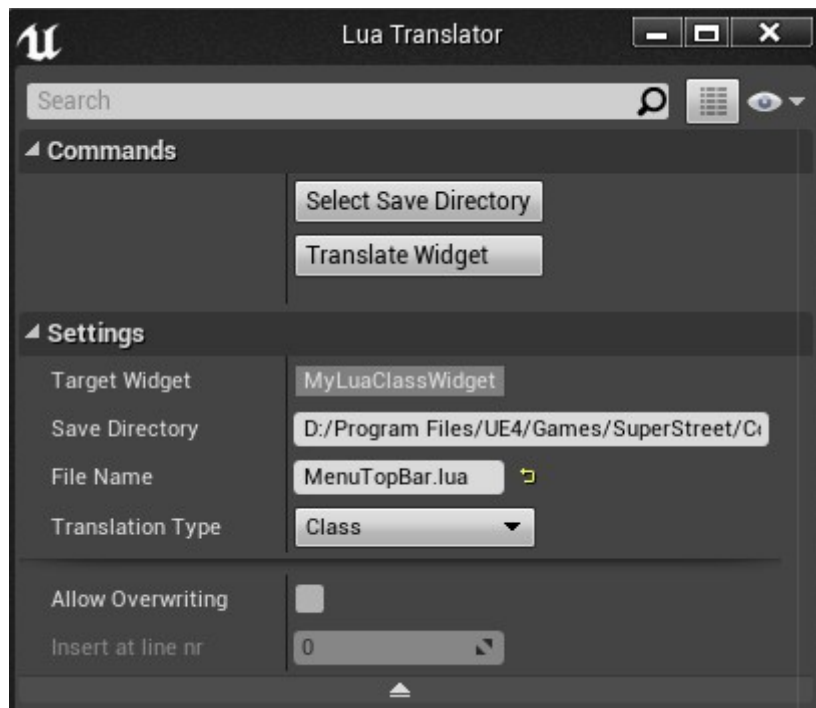 Lua Translator
Search
Commands
Select Save Directory
Translate Widget
Settings
Target Widget MyLuaClassWidget
Save Directory D:/Program Files/UE4/Games/SuperStreet/
File Name MenuTopBar.lua
Translation Type Class
Allow Overwriting
Insert at line nr 0